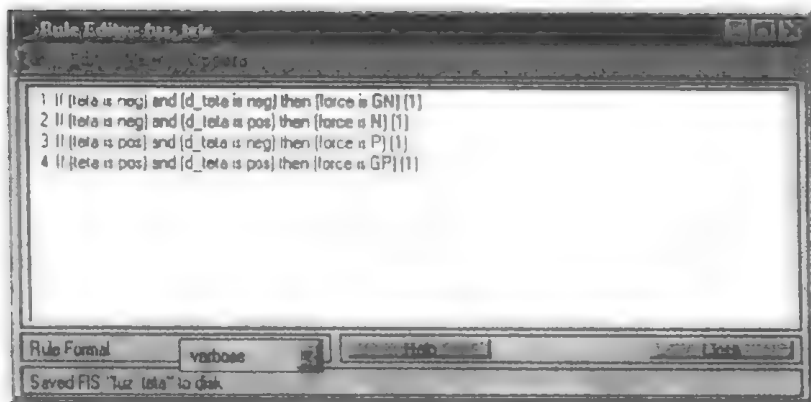 Rule Editor: fuz_teta
Options
1 If (teta is neg) and (d_teta is neg) then (force is GN) (1)
2 If (teta is neg) and (d_teta is pos) then (force is N) (1)
3 If (teta is pos) and (d_teta is neg) then (force is P) (1)
4 If (teta is pos) and (d_teta is pos) then (force is GP) (1)
Rule Format verbose Help Close
Saved FIS "fuz_teta" to disk